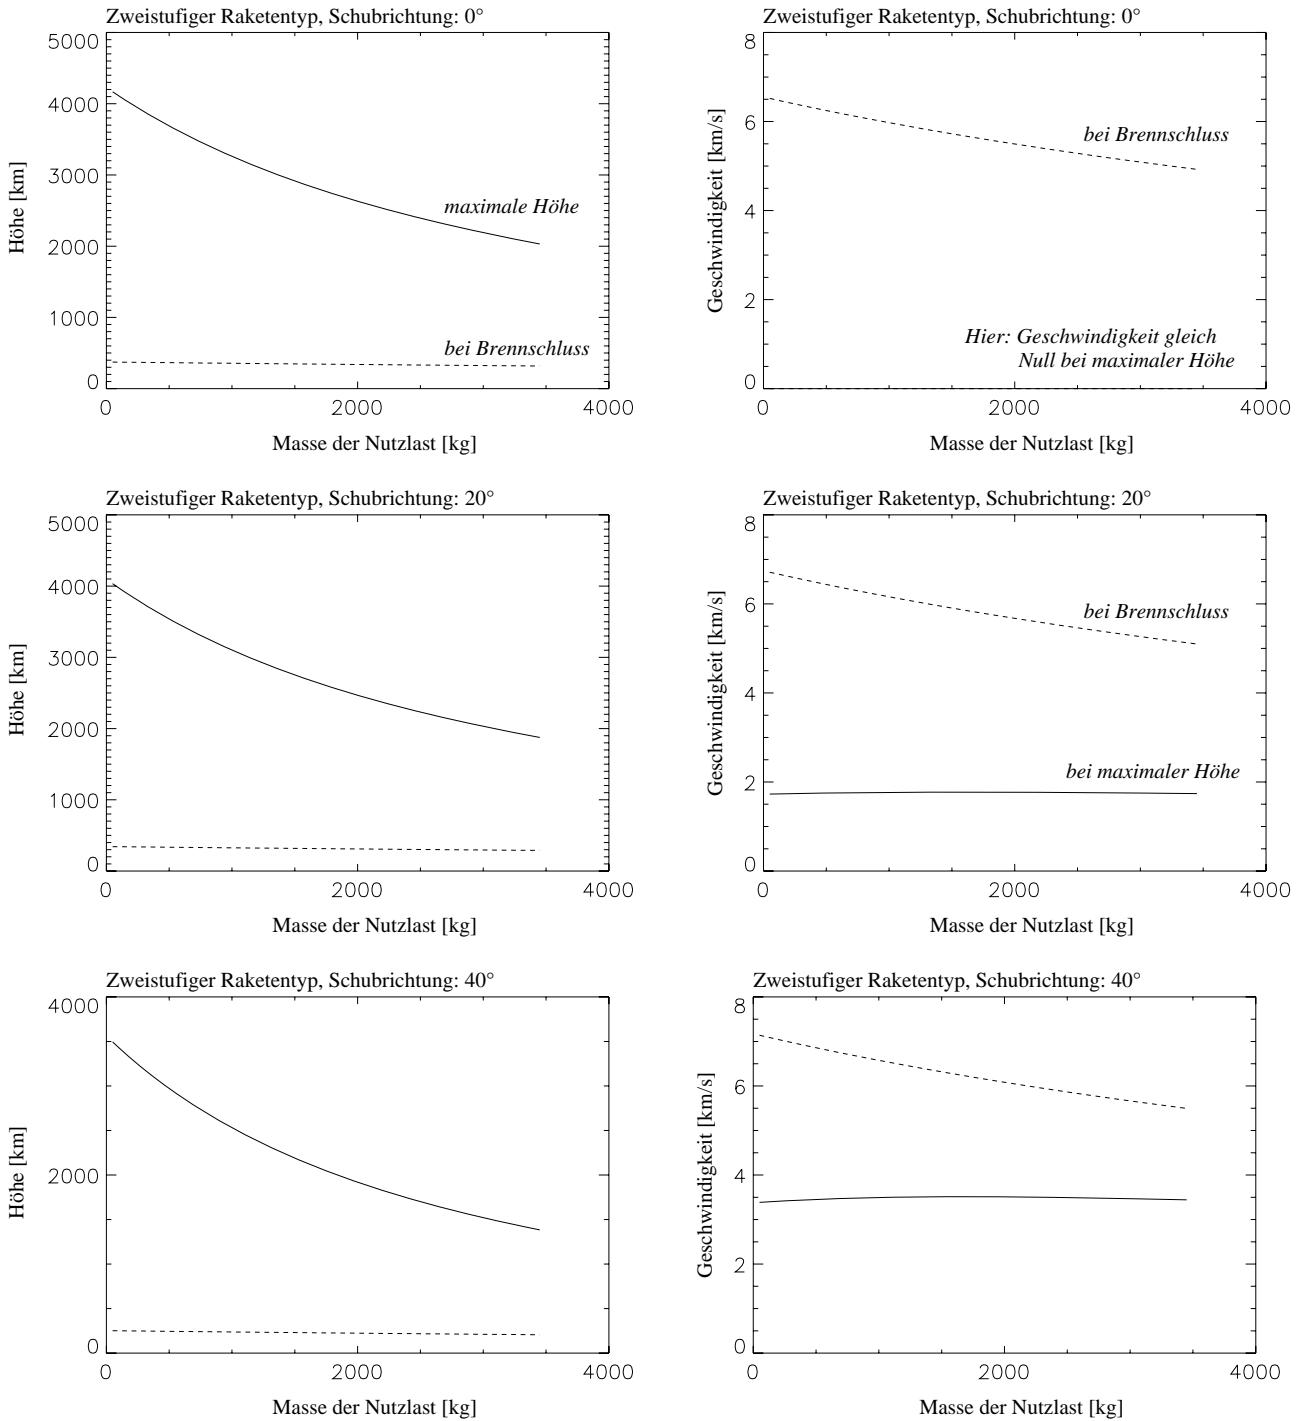 Zweistufiger Raketentyp, Schubrichtung: 0°
5000
4000
3000
2000
1000
0
Höhe [km]
maximale Höhe
bei Brennschluss
0 2000 4000
Masse der Nutzlast [kg]
Zweistufiger Raketentyp, Schubrichtung: 0°
8
6
4
2
0
Geschwindigkeit [km/s]
bei Brennschluss
Hier: Geschwindigkeit gleich
Null bei maximaler Höhe
0 2000 4000
Masse der Nutzlast [kg]
Zweistufiger Raketentyp, Schubrichtung: 20°
5000
4000
3000
2000
1000
0
Höhe [km]
0 2000 4000
Masse der Nutzlast [kg]
Zweistufiger Raketentyp, Schubrichtung: 20°
8
6
4
2
0
Geschwindigkeit [km/s]
bei Brennschluss
bei maximaler Höhe
0 2000 4000
Masse der Nutzlast [kg]
Zweistufiger Raketentyp, Schubrichtung: 40°
4000
2000
0
Höhe [km]
0 2000 4000
Masse der Nutzlast [kg]
Zweistufiger Raketentyp, Schubrichtung: 40°
8
6
4
2
0
Geschwindigkeit [km/s]
0 2000 4000
Masse der Nutzlast [kg]